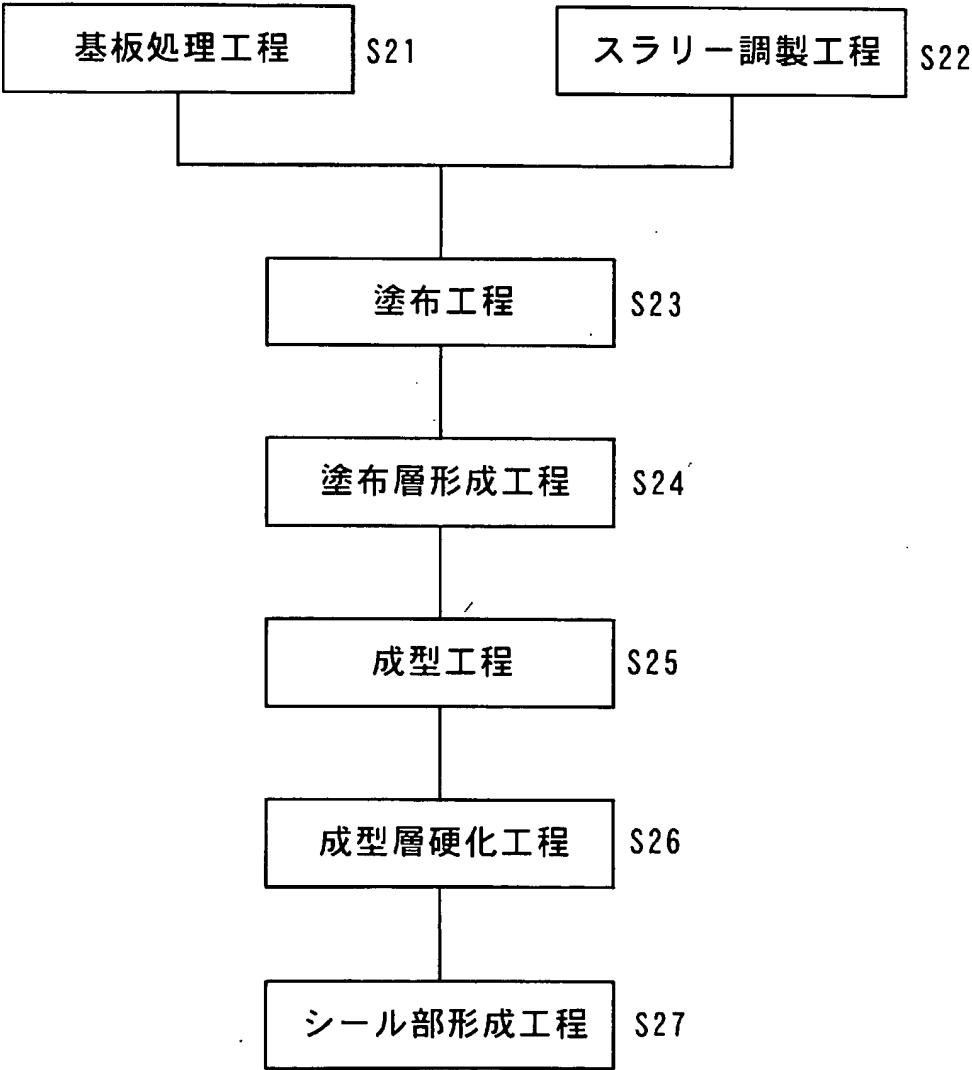 基板処理工程 S21
スラリー調製工程 S22
塗布工程 S23
塗布層形成工程 S24
成型工程 S25
成型層硬化工程 S26
シール部形成工程 S27